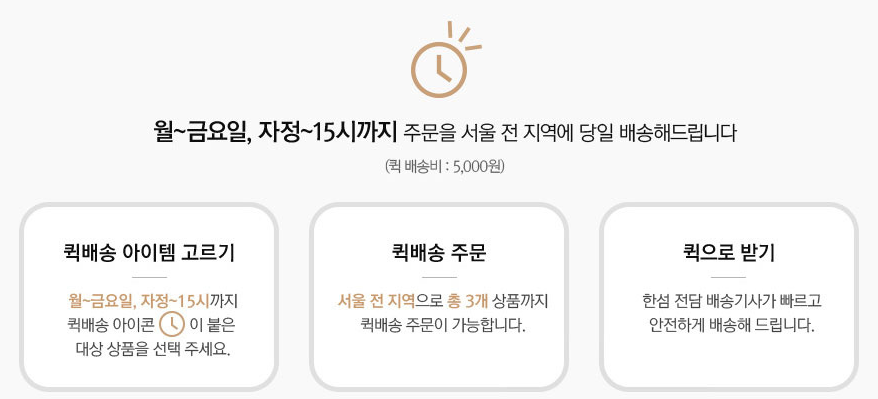 월~금요일, 자정~15시까지 주문을 서울 전 지역에 당일 배송해드립니다
(퀵 배송비 : 5,000원)
퀵배송 아이템 고르기
월~금요일, 자정~15시까지
퀵배송 아이콘 이 붙은
대상 상품을 선택 주세요.
퀵배송 주문
서울 전 지역으로 총 3개 상품까지
퀵배송 주문이 가능합니다.
퀵으로 받기
한섬 전담 배송기사가 빠르고
안전하게 배송해 드립니다.